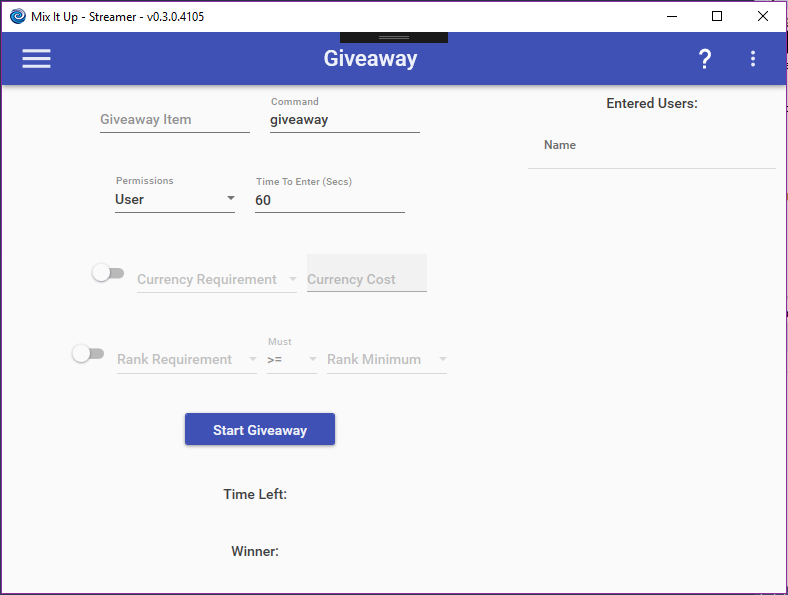 Mix It Up - Streamer - v0.3.0.4105
Giveaway
?
Giveaway Item
Command
giveaway
Permissions
User
Time To Enter (Secs)
60
Currency Requirement
Currency Cost
Rank Requirement
Must
>=
Rank Minimum
Start Giveaway
Time Left:
Winner:
Entered Users:
Name